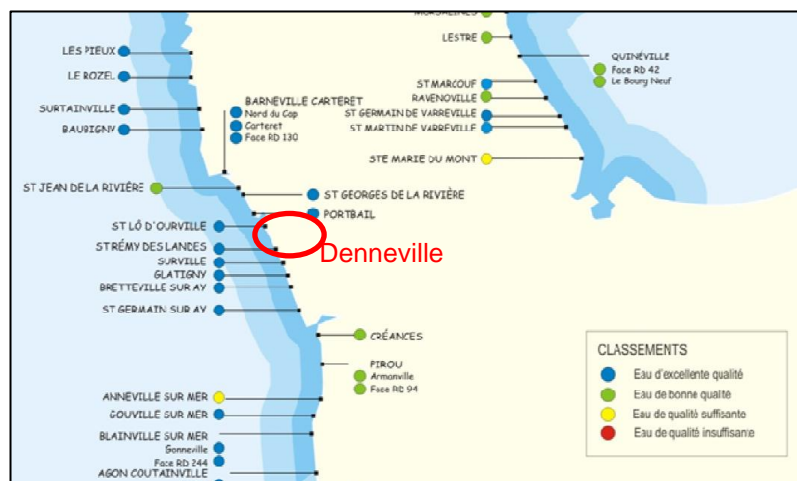 MORSALINES
LESTRE
QUINÉVILLE
Face RD 42
Le Bourg Neuf
ST MARCOUF
RAVENOVILLE
ST GERMAIN DE VARREVILLE
ST MARTIN DE VARREVILLE
STE MARIE DU MONT
LES PIEUX
LE ROZEL
SURTAINVILLE
BAUBIGNY
BARNEVILLE CARTERET
Nord du Cap
Carteret
Face RD 130
ST JEAN DE LA RIVIÈRE
ST GEORGES DE LA RIVIÈRE
PORTBAIL
ST LÔ D'OURVILLE
Denneville
ST RÉMY DES LANDES
SURVILLE
GLATIGNY
BRETTEVILLE SUR AY
ST GERMAIN SUR AY
CRÉANCES
PIROU
Armanville
Face RD 94
ANNEVILLE SUR MER
GOUVILLE SUR MER
BLAINVILLE SUR MER
Gonneville
Face RD 244
AGON COUTAINVILLE
CLASSEMENTS
Eau d'excellente qualité
Eau de bonne qualité
Eau de qualité suffisante
Eau de qualité insuffisante